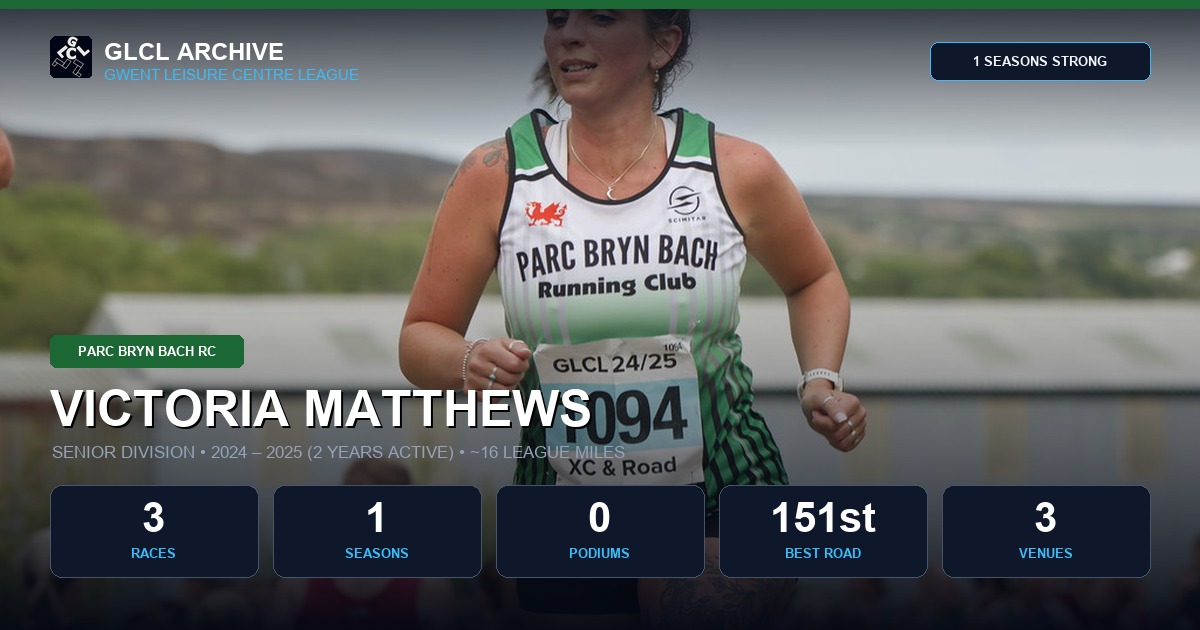 GLCL ARCHIVE
GWENT LEISURE CENTRE LEAGUE
1 SEASONS STRONG
SCIMITAR
PARC BRYN BACH
Running Club
1094
GLCL 24/25
1094
XC & Road
PARC BRYN BACH RC
VICTORIA MATTHEWS
SENIOR DIVISION • 2024 – 2025 (2 YEARS ACTIVE) • ~16 LEAGUE MILES
3
RACES
1
SEASONS
0
PODIUMS
151st
BEST ROAD
3
VENUES